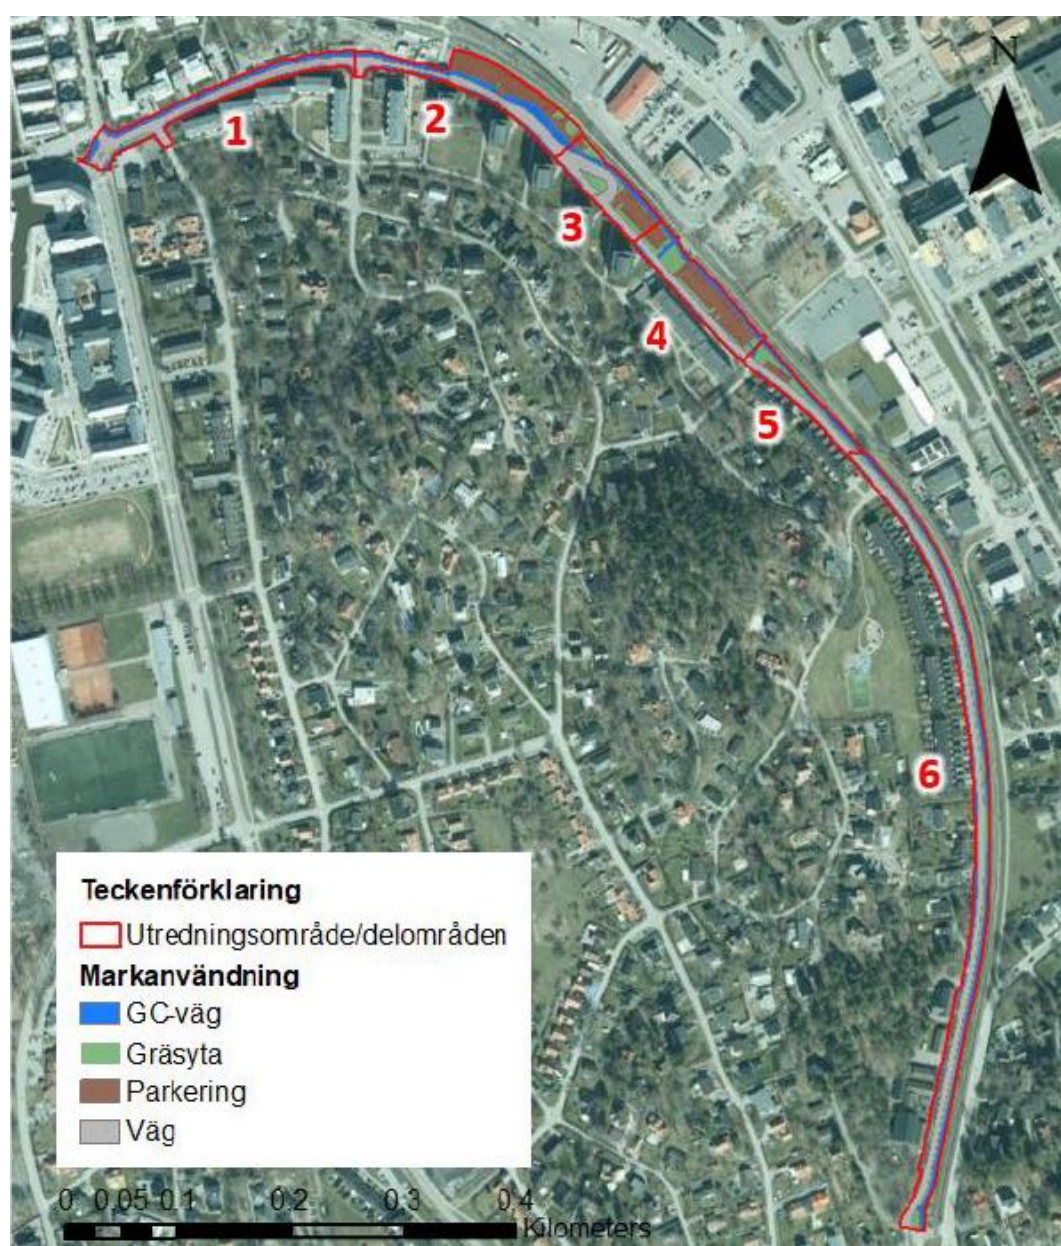 N
1
2
3
4
5
6
Teckenförklaring
Utredningsområde/delområden
Markanvändning
GC-väg
Gräsyta
Parkering
Väg
0 0,05 0.1 0.2 0.3 0.4
Kilometers